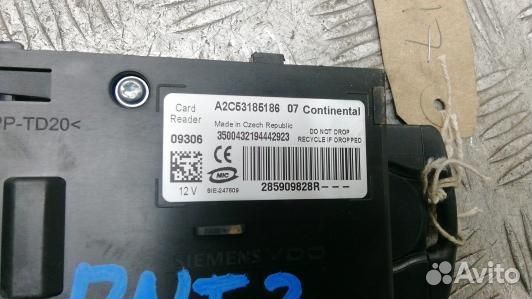 Card Reader A2C53185186 07 Continental
Made in Czech Republic
09306 3500432194442923
DO NOT DROP
RECYCLE IF DROPPED
CE
MIC
12 V SIE-247609 285909828R---
PP-TD20<
SIEMENS VDO
Avito